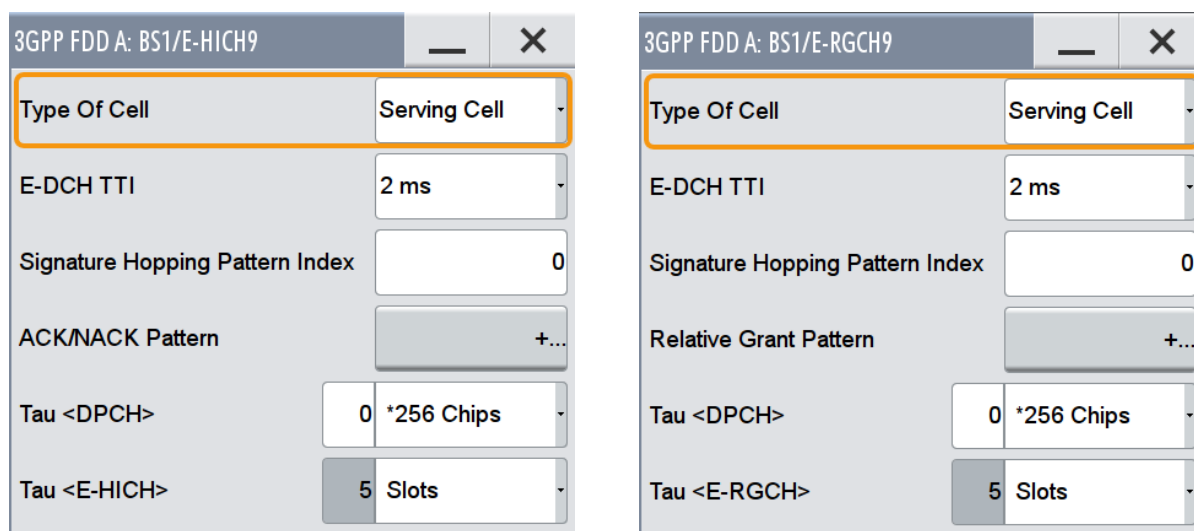 3GPP FDD A: BS1/E-HICH9
Type Of Cell Serving Cell
E-DCH TTI 2 ms
Signature Hopping Pattern Index 0
ACK/NACK Pattern +...
Tau <DPCH> 0 *256 Chips
Tau <E-HICH> 5 Slots
3GPP FDD A: BS1/E-RGCH9
Type Of Cell Serving Cell
E-DCH TTI 2 ms
Signature Hopping Pattern Index 0
Relative Grant Pattern +...
Tau <DPCH> 0 *256 Chips
Tau <E-RGCH> 5 Slots